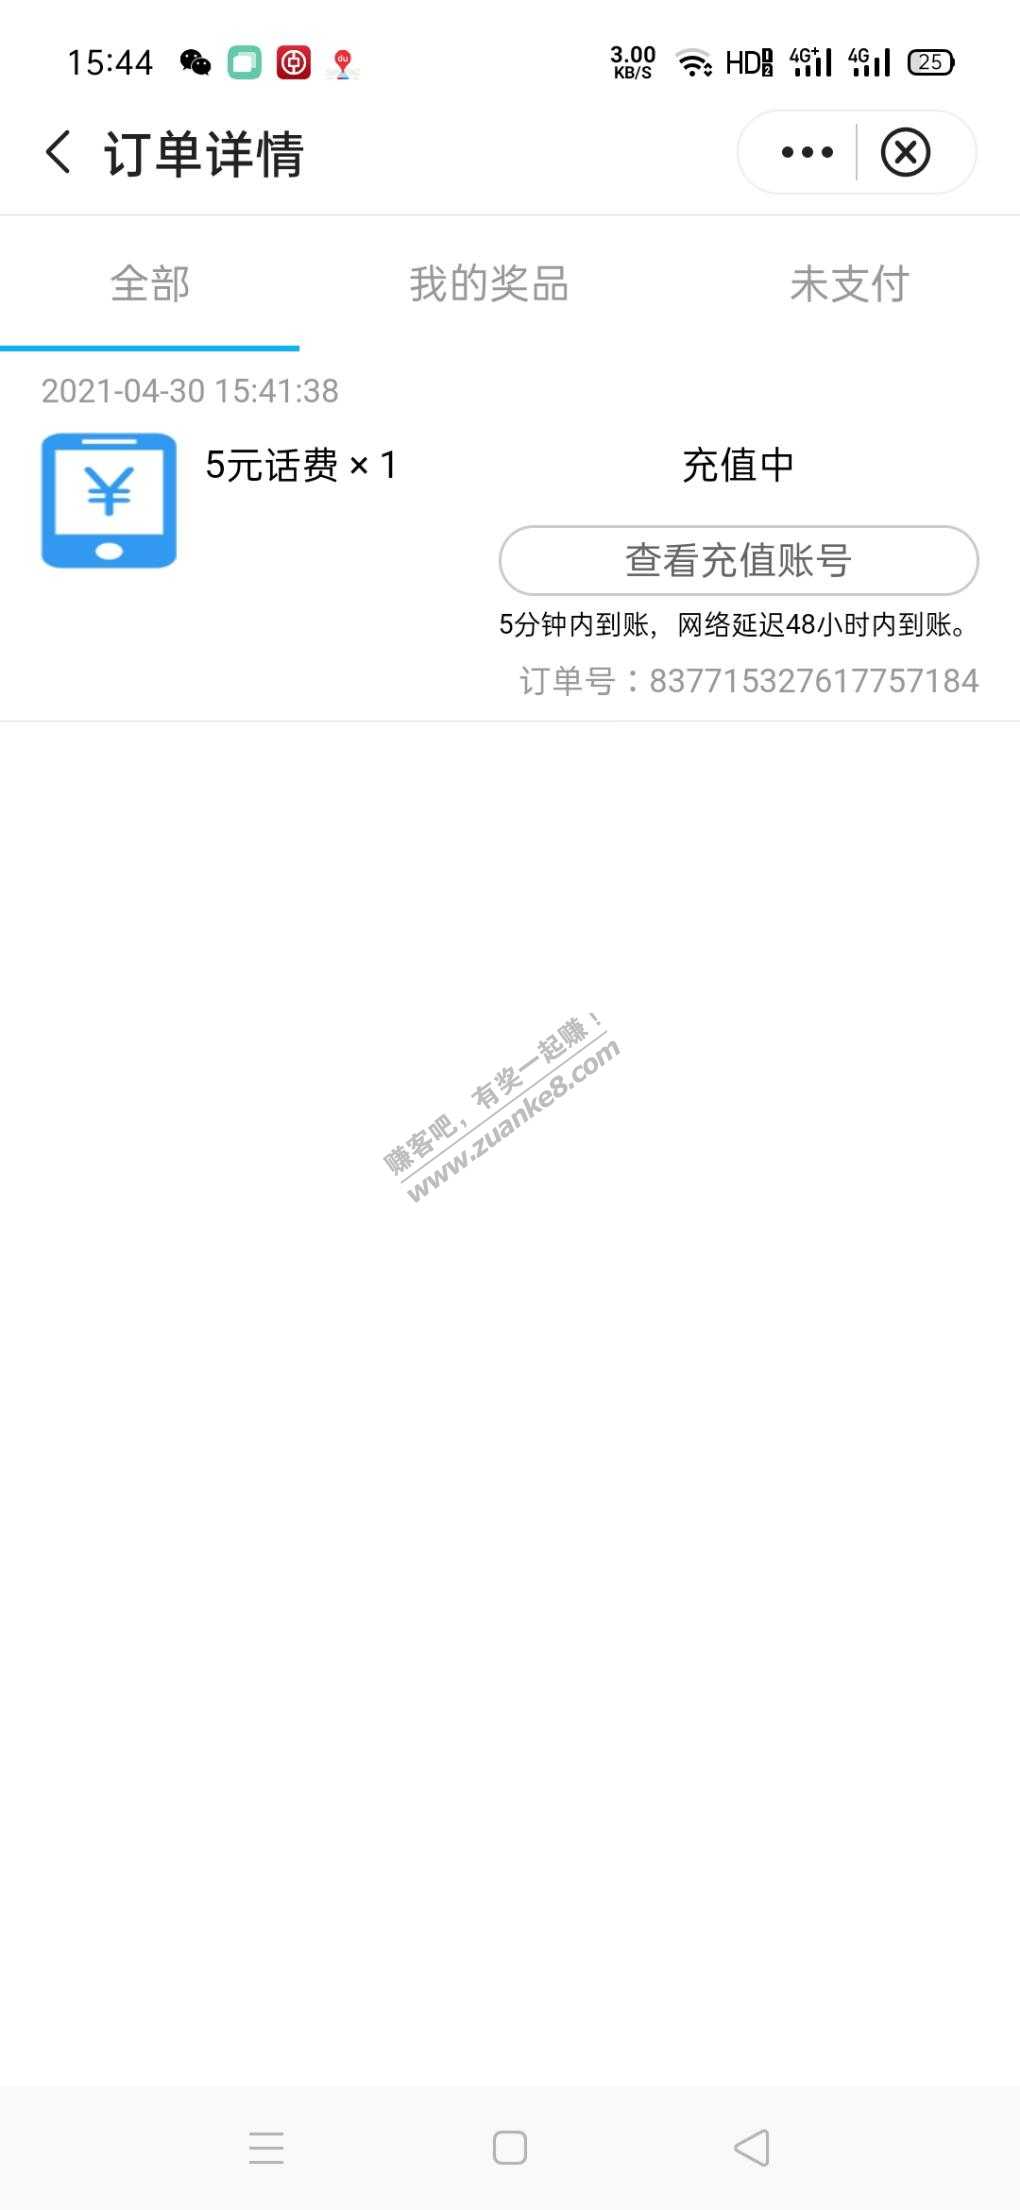 15:44
3.00
KB/S
HD
1
2
4G+
4G
25
订单详情
全部
我的奖品
未支付
2021-04-30 15:41:38
¥
5元话费 × 1
充值中
查看充值账号
5分钟内到账，网络延迟48小时内到账。
订单号：837715327617757184
赚客吧，有奖一起赚！
www.zuanke8.com